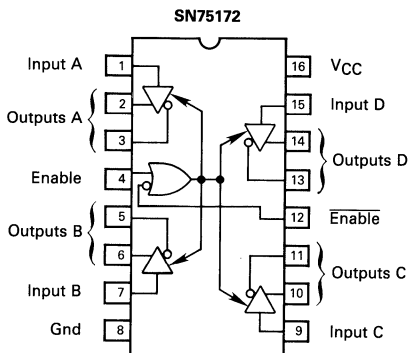 SN75172
Input A 1
16 VCC
2
15 Input D
Outputs A
3
14
Outputs D
Enable 4
13
5
12 Enable
Outputs B
6
11
Outputs C
Input B 7
10
Gnd 8
9 Input C